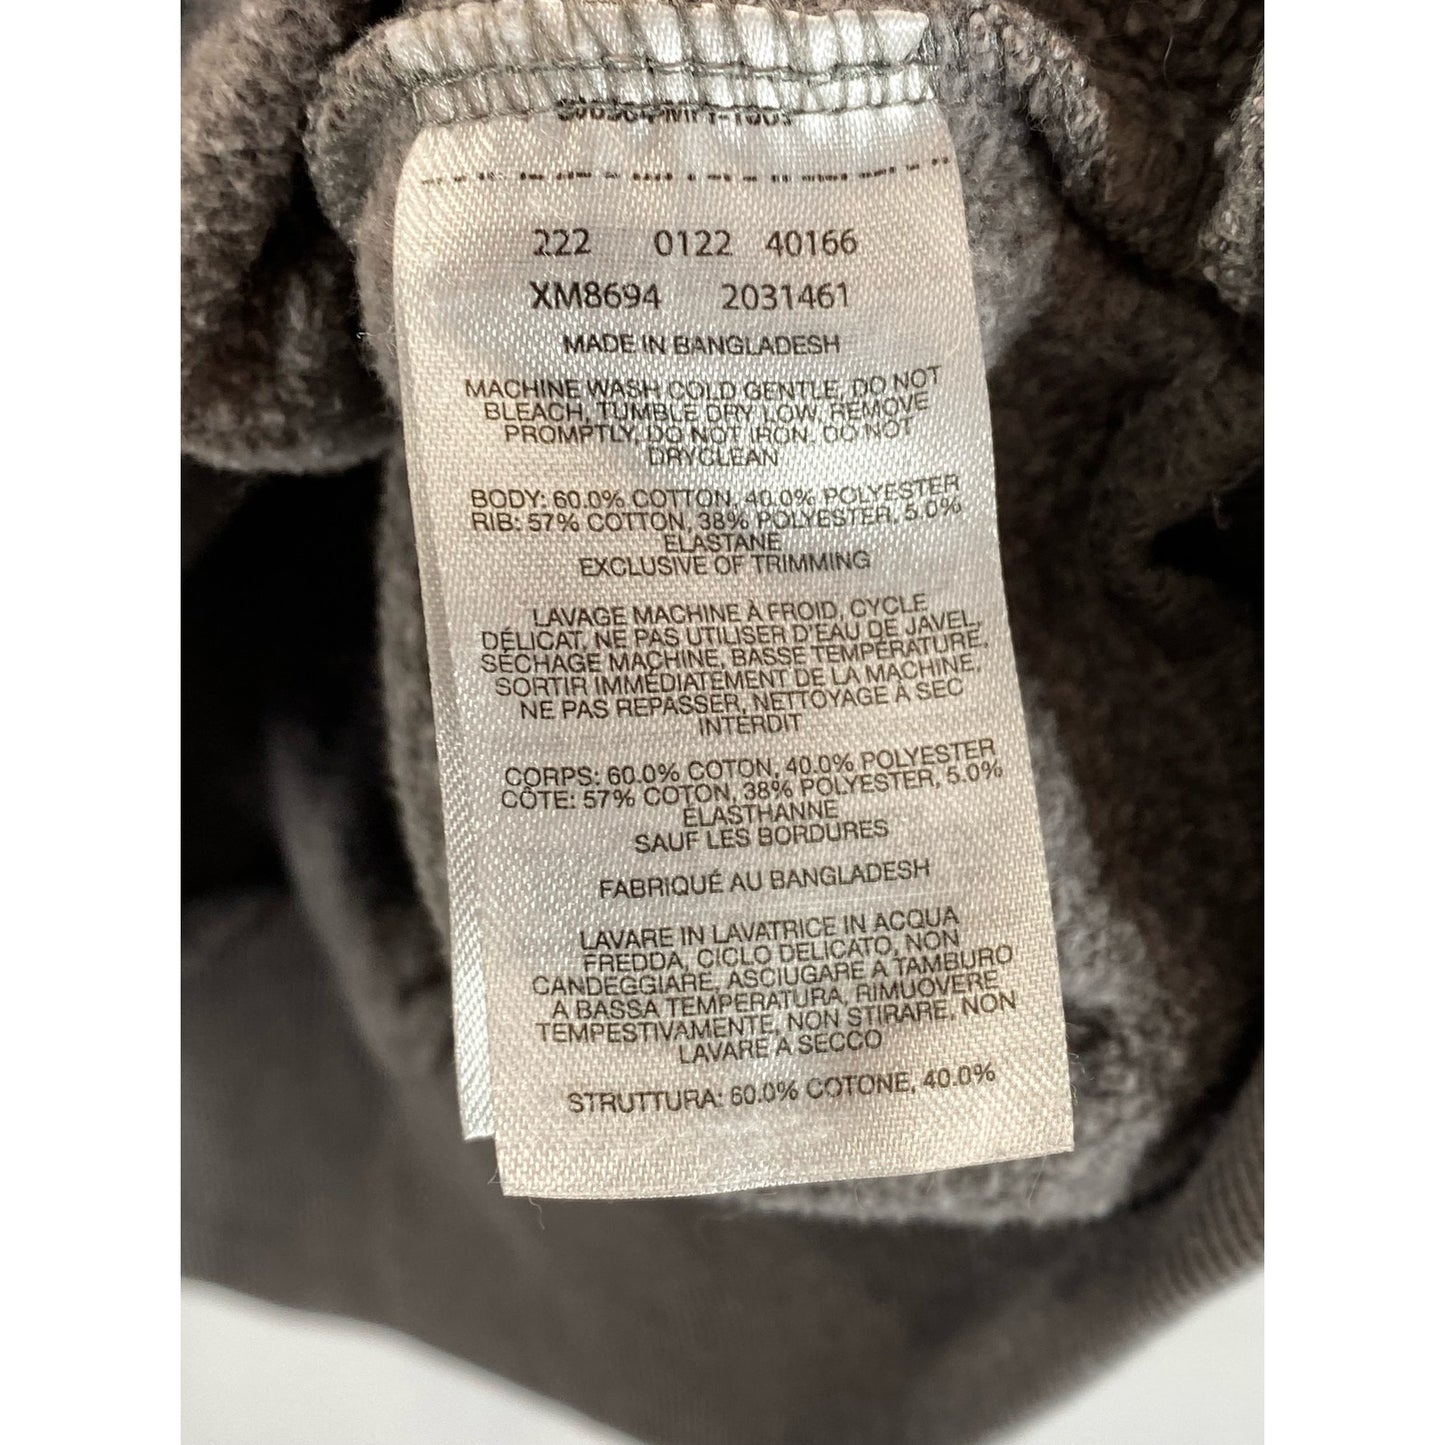 222 0122 40166
XM8694 2031461
MADE IN BANGLADESH
MACHINE WASH COLD GENTLE, DO NOT
BLEACH, TUMBLE DRY LOW, REMOVE
PROMPTLY, DO NOT IRON, DO NOT
DRYCLEAN
BODY: 60.0% COTTON, 40.0% POLYESTER
RIB: 57% COTTON, 38% POLYESTER, 5.0%
ELASTANE
EXCLUSIVE OF TRIMMING
LAVAGE MACHINE À FROID, CYCLE
DÉLICAT, NE PAS UTILISER D'EAU DE JAVEL,
SÉCHAGE MACHINE, BASSE TEMPÉRATURE,
SORTIR IMMÉDIATEMENT DE LA MACHINE,
NE PAS REPASSER, NETTOYAGE À SEC
INTERDIT
CORPS: 60.0% COTON, 40.0% POLYESTER
CÔTE: 57% COTON, 38% POLYESTER, 5.0%
ÉLASTHANNE
SAUF LES BORDURES
FABRIQUÉ AU BANGLADESH
LAVARE IN LAVATRICE IN ACQUA
FREDDA, CICLO DELICATO, NON
CANDEGGIARE, ASCIUGARE A TAMBURO
A BASSA TEMPERATURA, RIMUOVERE
TEMPESTIVAMENTE, NON STIRARE, NON
LAVARE A SECCO
STRUTTURA: 60.0% COTONE, 40.0%